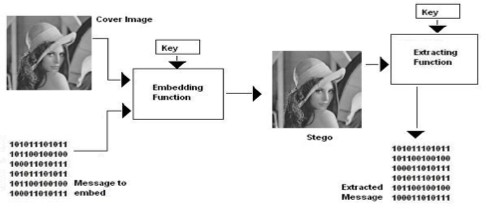 Cover Image
Key
Embedding
Function
101011101011
101100100100
100011010111
101011101011
101100100100
100011010111
Message to
embed
Stego
Key
Extracting
Function
101011101011
101100100100
100011010111
101011101011
101100100100
100011010111
Extracted
Message